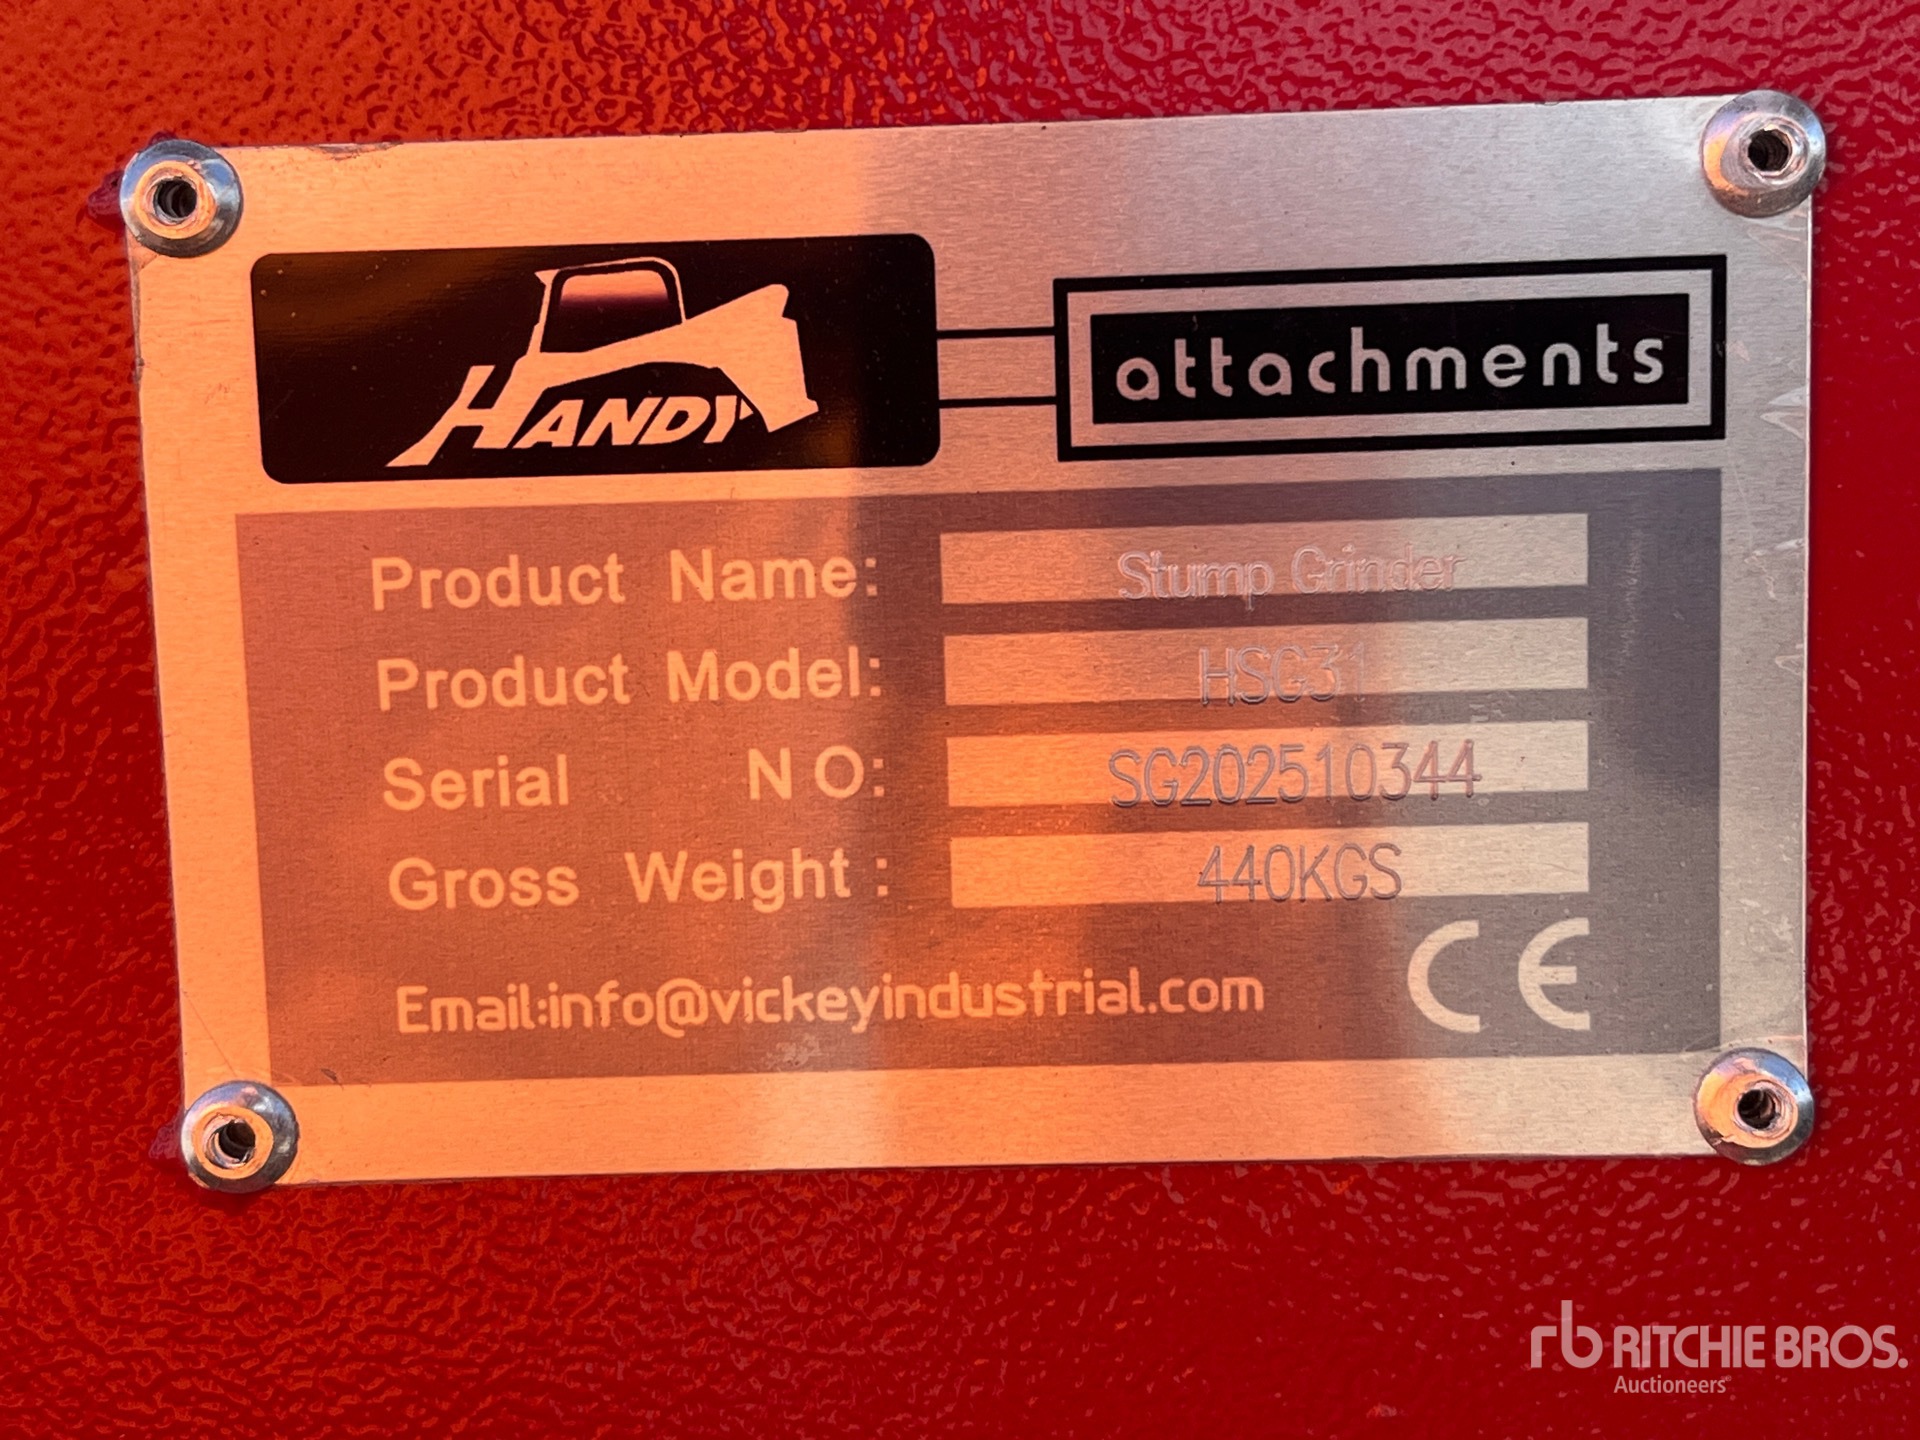 HANDY attachments
Product Name: Stump Grinder
Product Model: HSG31
Serial NO: SG202510344
Gross Weight: 440KGS
Email:info@vickeyindustrial.com CE
rb RITCHIE BROS.
Auctioneers